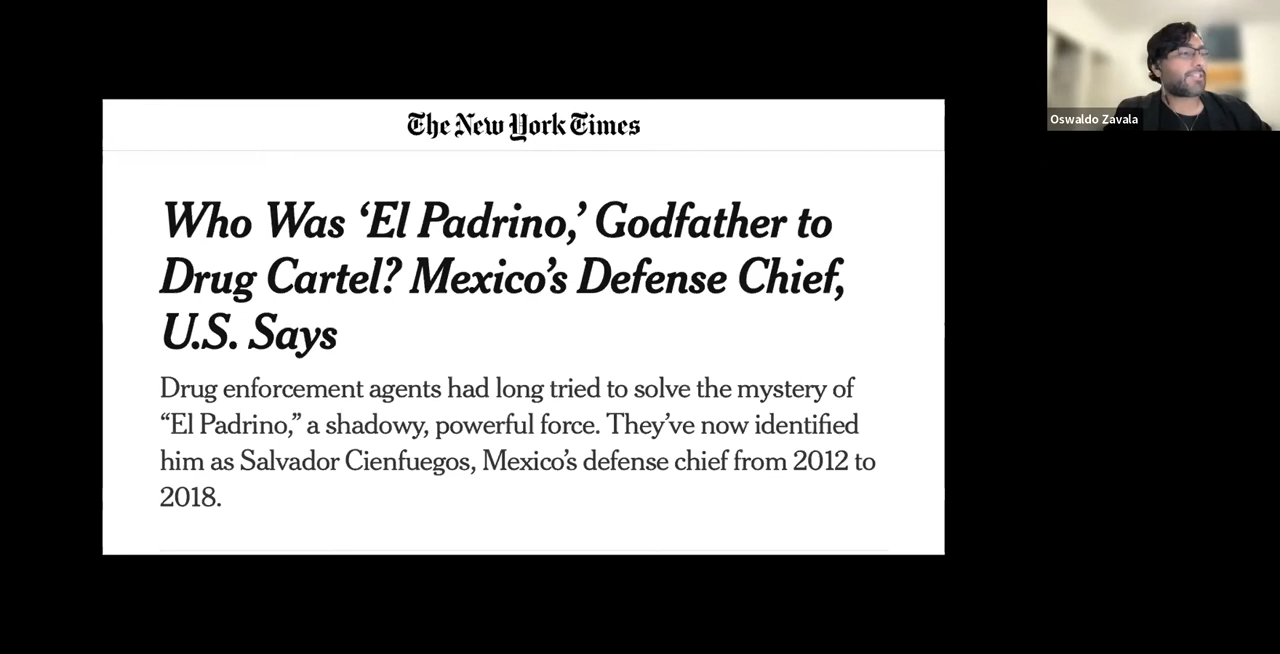 The New York Times
Who Was ‘El Padrino,’ Godfather to
Drug Cartel? Mexico’s Defense Chief,
U.S. Says
Drug enforcement agents had long tried to solve the mystery of
“El Padrino,” a shadowy, powerful force. They’ve now identified
him as Salvador Cienfuegos, Mexico’s defense chief from 2012 to
2018.
Oswaldo Zavala